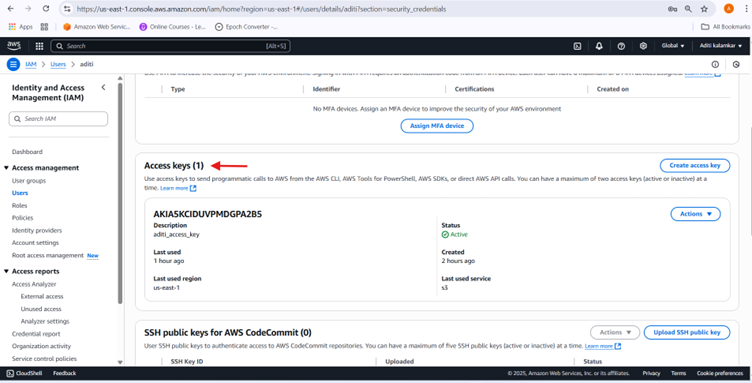 https://us-east-1.console.aws.amazon.com/iam/home?region=us-east-1#/users/details/aditi?section=security_credentials
Apps
Amazon Web Servic...
Online Courses - Le...
Epoch Converter -...
All Bookmarks
aws
Search
[Alt+S]
Global
Aditi kalamkar
IAM > Users > aditi
Identity and Access Management (IAM)
Search IAM
Dashboard
Access management
User groups
Users
Roles
Policies
Identity providers
Account settings
Root access management New
Access reports
Access Analyzer
External access
Unused access
Analyzer settings
Credential report
Organization activity
Service control policies
Type
Identifier
Certifications
Created on
No MFA devices. Assign an MFA device to improve the security of your AWS environment
Assign MFA device
Access keys (1)
Create access key
Use access keys to send programmatic calls to AWS from the AWS CLI, AWS Tools for PowerShell, AWS SDKs, or direct AWS API calls. You can have a maximum of two access keys (active or inactive) at a
time. Learn more
AKIA5KCIDUVPMDGPA2B5
Actions
Description
aditi_access_key
Status
Active
Last used
1 hour ago
Created
2 hours ago
Last used region
us-east-1
Last used service
s3
SSH public keys for AWS CodeCommit (0)
Actions
Upload SSH public key
User SSH public keys to authenticate access to AWS CodeCommit repositories. You can have a maximum of five SSH public keys (active or inactive) at a time. Learn more
SSH Key ID
Uploaded
Status
CloudShell
Feedback
© 2025, Amazon Web Services, Inc. or its affiliates.
Privacy
Terms
Cookie preferences